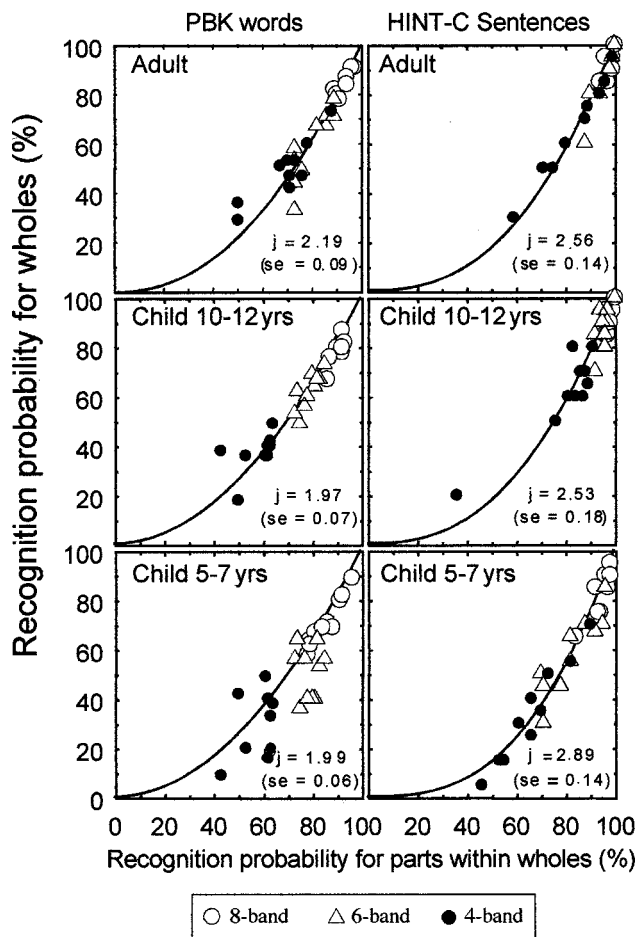 PBK words HINT-C Sentences
Recognition probability for wholes (%)
100
80
60
40
20
Adult
j = 2.19
(se = 0.09)
Adult
j = 2.56
(se = 0.14)
100
80
60
40
20
Child 10-12 yrs
j = 1.97
(se = 0.07)
Child 10-12 yrs
j = 2.53
(se = 0.18)
100
80
60
40
20
0
Child 5-7 yrs
j = 1.99
(se = 0.06)
Child 5-7 yrs
j = 2.89
(se = 0.14)
0 20 40 60 80 100 20 40 60 80 100
Recognition probability for parts within wholes (%)
8-band 6-band 4-band